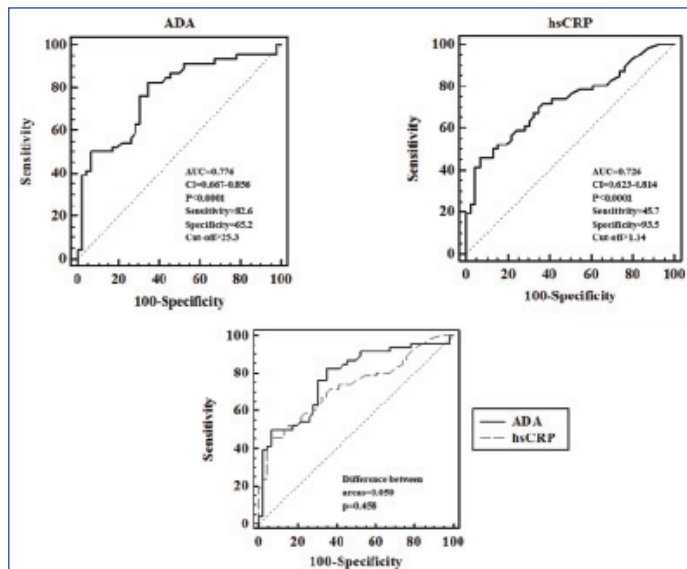 ADA
100
80
60
40
20
0
Sensitivity
AUC=0.776
CI=0.667-0.856
P<0.0001
Sensitivity=82.6
Specificity=65.2
Cut-off>25.3
0 20 40 60 80 100
100-Specificity
hsCRP
100
80
60
40
20
0
Sensitivity
AUC=0.726
CI=0.623-0.814
P<0.0001
Sensitivity=45.7
Specificity=93.5
Cut-off>1.14
0 20 40 60 80 100
100-Specificity
100
80
60
40
20
0
Sensitivity
Difference between
areas=0.050
p=0.458
0 20 40 60 80 100
100-Specificity
ADA
hsCRP